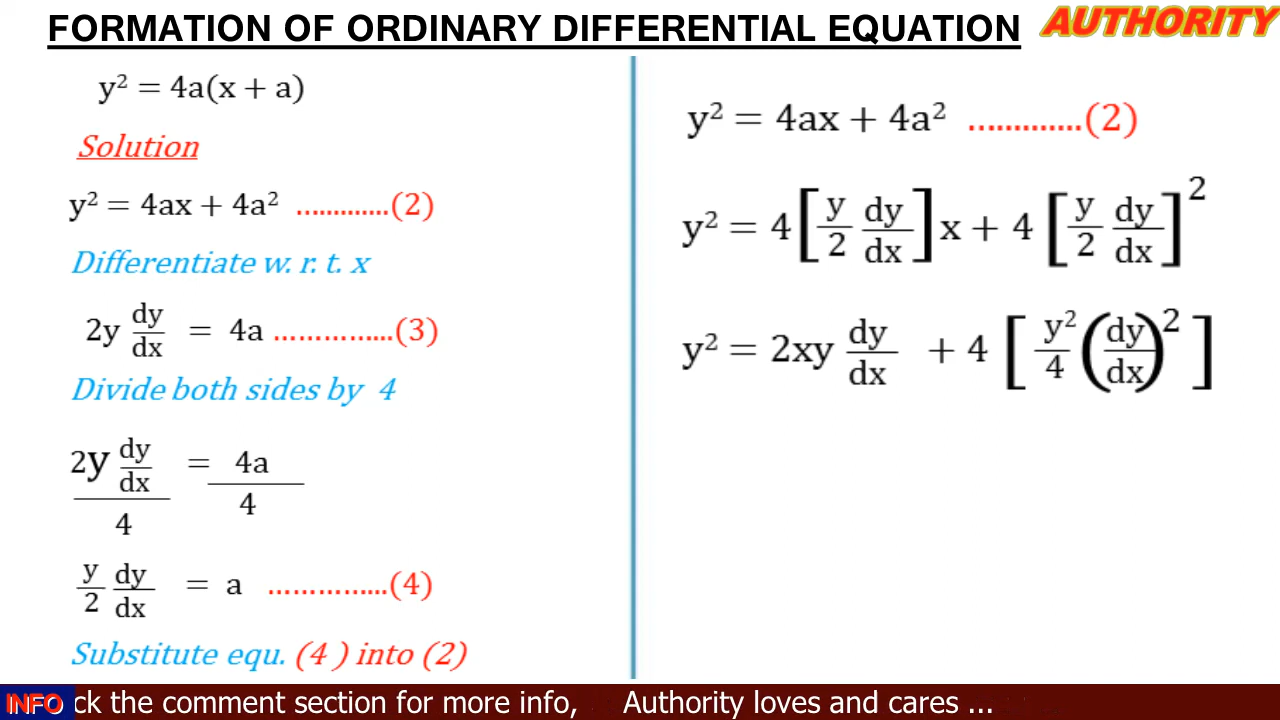 FORMATION OF ORDINARY DIFFERENTIAL EQUATION
AUTHORITY
y² = 4a(x + a)
Solution
y² = 4ax + 4a² .............(2)
Differentiate w. r. t. x
2y dy/dx = 4a ...............(3)
Divide both sides by 4
2y dy/dx / 4 = 4a / 4
y/2 dy/dx = a ...............(4)
Substitute equ. (4 ) into (2)
y² = 4ax + 4a² .............(2)
y² = 4 [y/2 dy/dx] x + 4 [y/2 dy/dx]²
y² = 2xy dy/dx + 4 [y²/4 (dy/dx)²]
INFO ck the comment section for more info, Authority loves and cares ...